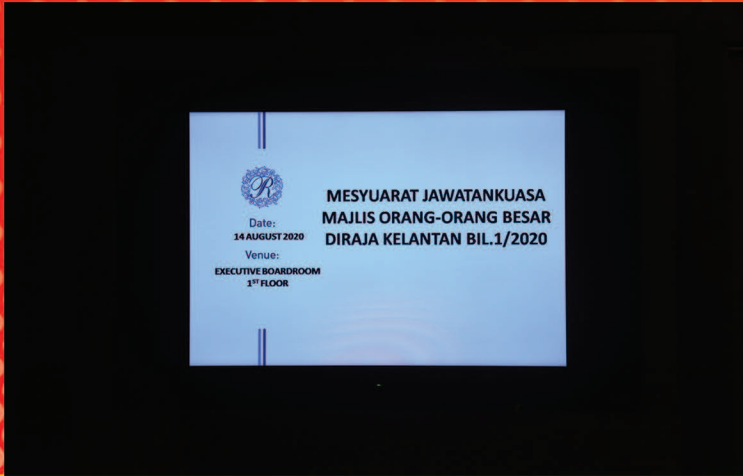 R
Date:
14 AUGUST 2020
Venue:
EXECUTIVE BOARDROOM
1ST FLOOR
MESYUARAT JAWATANKUASA
MAJLIS ORANG-ORANG BESAR
DIRAJA KELANTAN BIL.1/2020